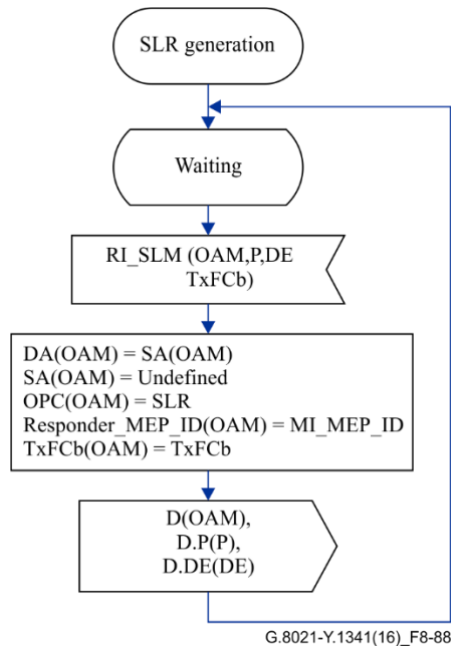 SLR generation
Waiting
RI_SLM (OAM,P,DE
TxFCb)
DA(OAM) = SA(OAM)
SA(OAM) = Undefined
OPC(OAM) = SLR
Responder_MEP_ID(OAM) = MI_MEP_ID
TxFCb(OAM) = TxFCb
D(OAM),
D.P(P),
D.DE(DE)
G.8021-Y.1341(16)_F8-88